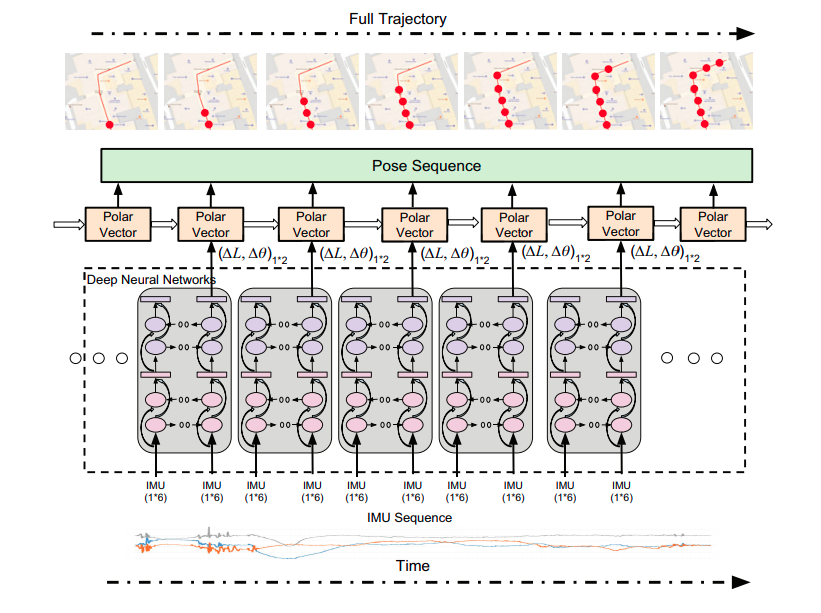 Full Trajectory
Pose Sequence
Polar Vector
Polar Vector
Polar Vector
Polar Vector
Polar Vector
Polar Vector
Polar Vector
(ΔL, Δθ)1*2
(ΔL, Δθ)1*2
(ΔL, Δθ)1*2
(ΔL, Δθ)1*2
(ΔL, Δθ)1*2
Deep Neural Networks
IMU (1*6)
IMU (1*6)
IMU (1*6)
IMU (1*6)
IMU (1*6)
IMU (1*6)
IMU (1*6)
IMU (1*6)
IMU (1*6)
IMU (1*6)
IMU Sequence
Time